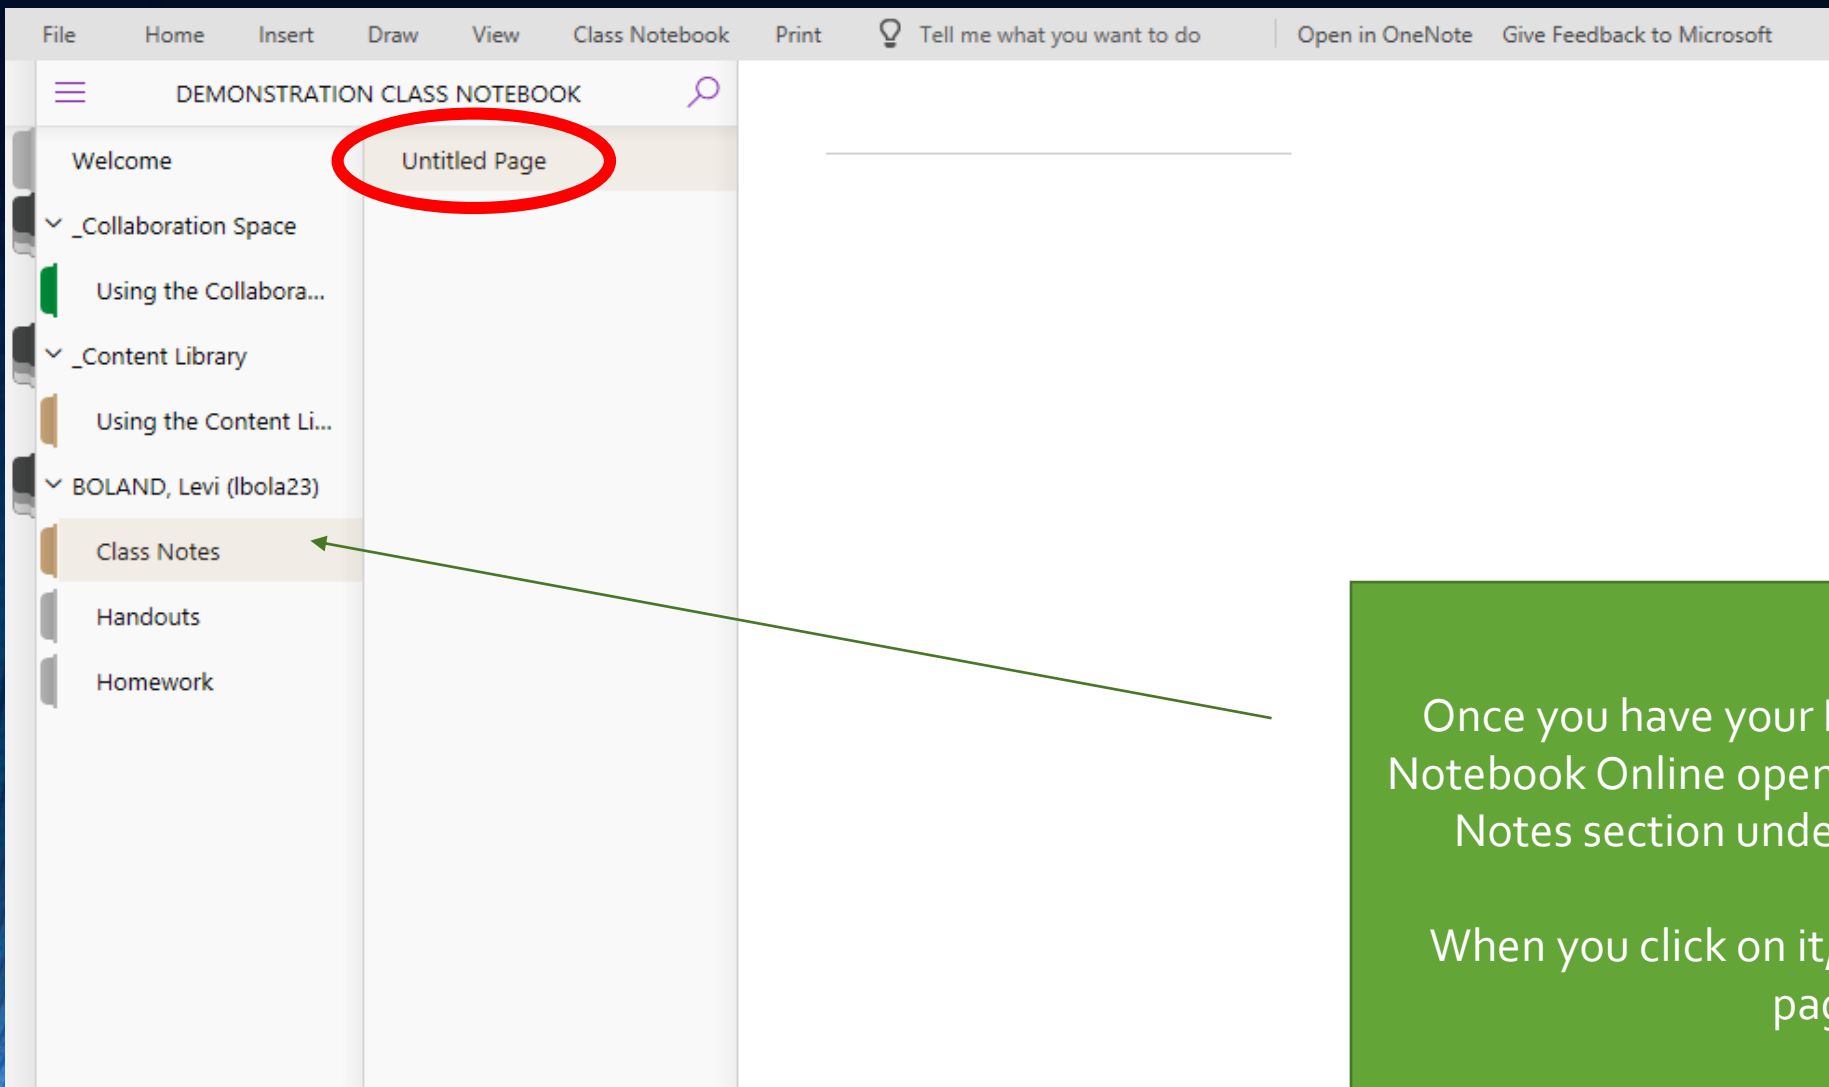 File Home Insert Draw View Class Notebook Print Tell me what you want to do Open in OneNote Give Feedback to Microsoft
DEMONSTRATION CLASS NOTEBOOK
Welcome
Untitled Page
_Collaboration Space
Using the Collabora...
_Content Library
Using the Content Li...
BOLAND, Levi (lbola23)
Class Notes
Handouts
Homework
Once you have your
Notebook Online open
Notes section unde
When you click on it,
pag